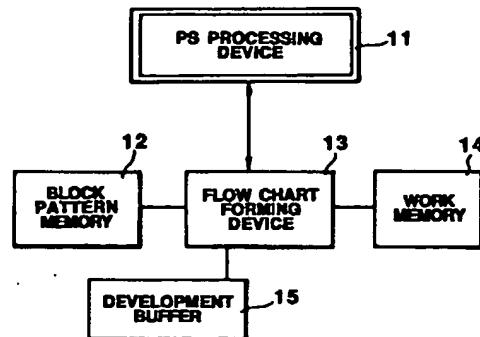 PS PROCESSING
DEVICE
11
12
BLOCK
PATTERN
MEMORY
13
FLOW CHART
FORMING
DEVICE
14
WORK
MEMORY
DEVELOPMENT
BUFFER
15